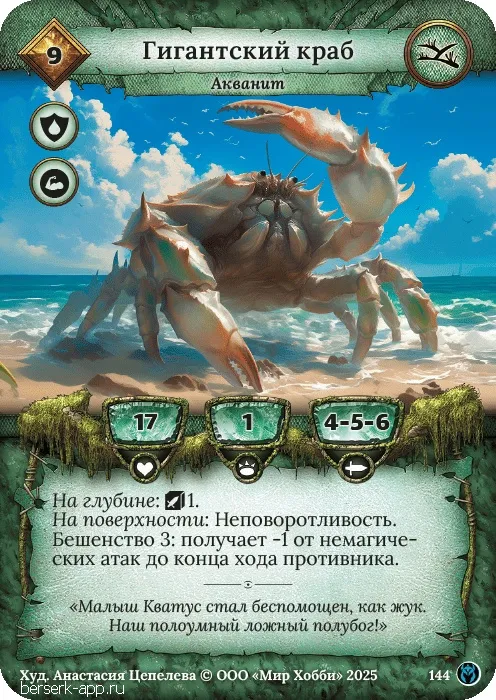 9
Гигантский краб
Акванит
17
1
4-5-6
На глубине: 1.
На поверхности: Неповоротливость.
Бешенство 3: получает -1 от немагиче-
ских атак до конца хода противника.
«Малыш Кватус стал беспомощен, как жук.
Наш полоумный ложный полубог!»
Худ. Анастасия Цепелева © ООО «Мир Хобби» 2025
144
berserk-app.ru